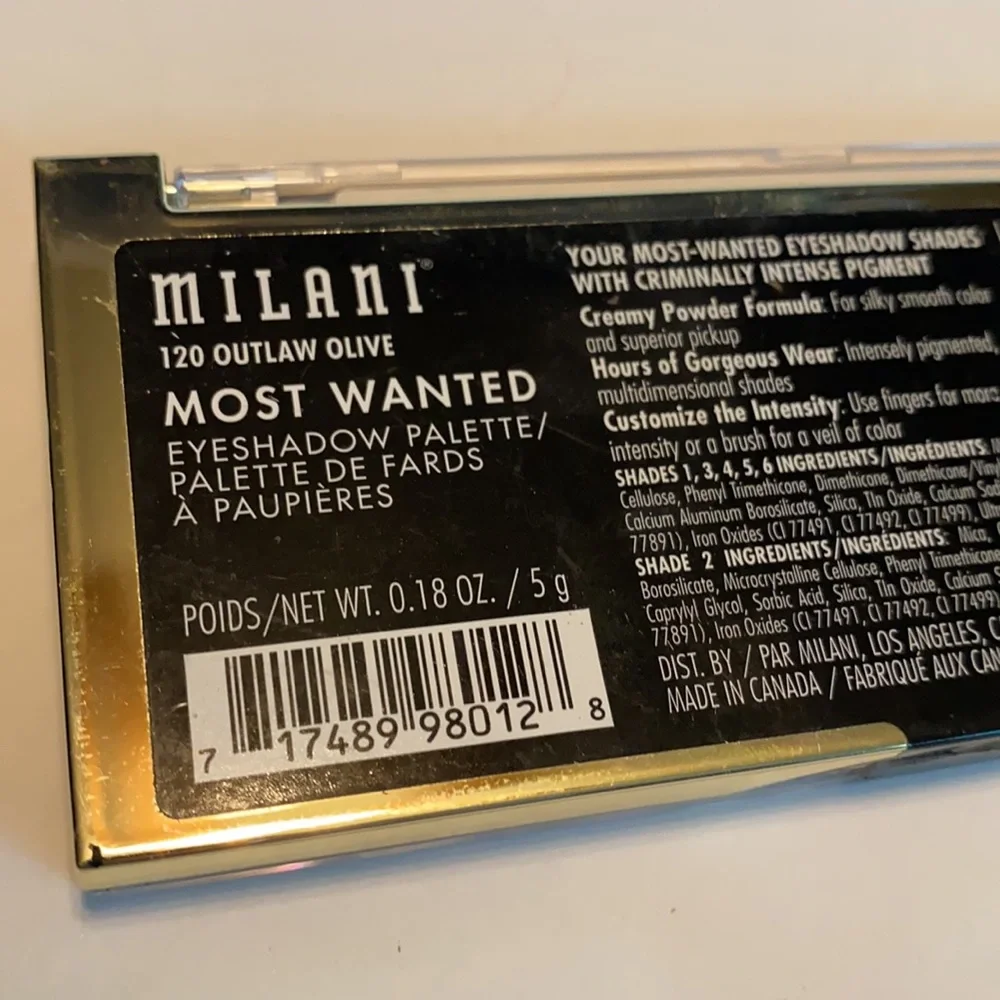 MILANI®
120 OUTLAW OLIVE
MOST WANTED
EYESHADOW PALETTE/
PALETTE DE FARDS
À PAUPIÈRES
POIDS/NET WT. 0.18 OZ. / 5 g
7 17489 98012 8
YOUR MOST-WANTED EYESHADOW SHADES
WITH CRIMINALLY INTENSE PIGMENT
Creamy Powder Formula: For silky smooth color
and superior pickup
Hours of Gorgeous Wear: Intensely pigmented,
multidimensional shades
Customize the Intensity: Use fingers for
intensity or a brush for a veil of color
SHADES 1, 3, 4, 5, 6 INGREDIENTS/INGRÉDIENTS:
Cellulose, Phenyl Trimethicone, Dimethicone, Dimethicone/
Calcium Aluminum Borosilicate, Silica, Tin Oxide, Calcium
77891), Iron Oxides (CI 77491, CI 77492, CI 77499),
SHADE 2 INGREDIENTS/INGRÉDIENTS: Mica,
Borosilicate, Microcrystalline Cellulose, Phenyl Trimethicone
Caprylyl Glycol, Sorbic Acid, Silica, Tin Oxide, Calcium
77891), Iron Oxides (CI 77491, CI 77492, CI 77499)
DIST. BY / PAR MILANI, LOS ANGELES,
MADE IN CANADA / FABRIQUÉ AUX